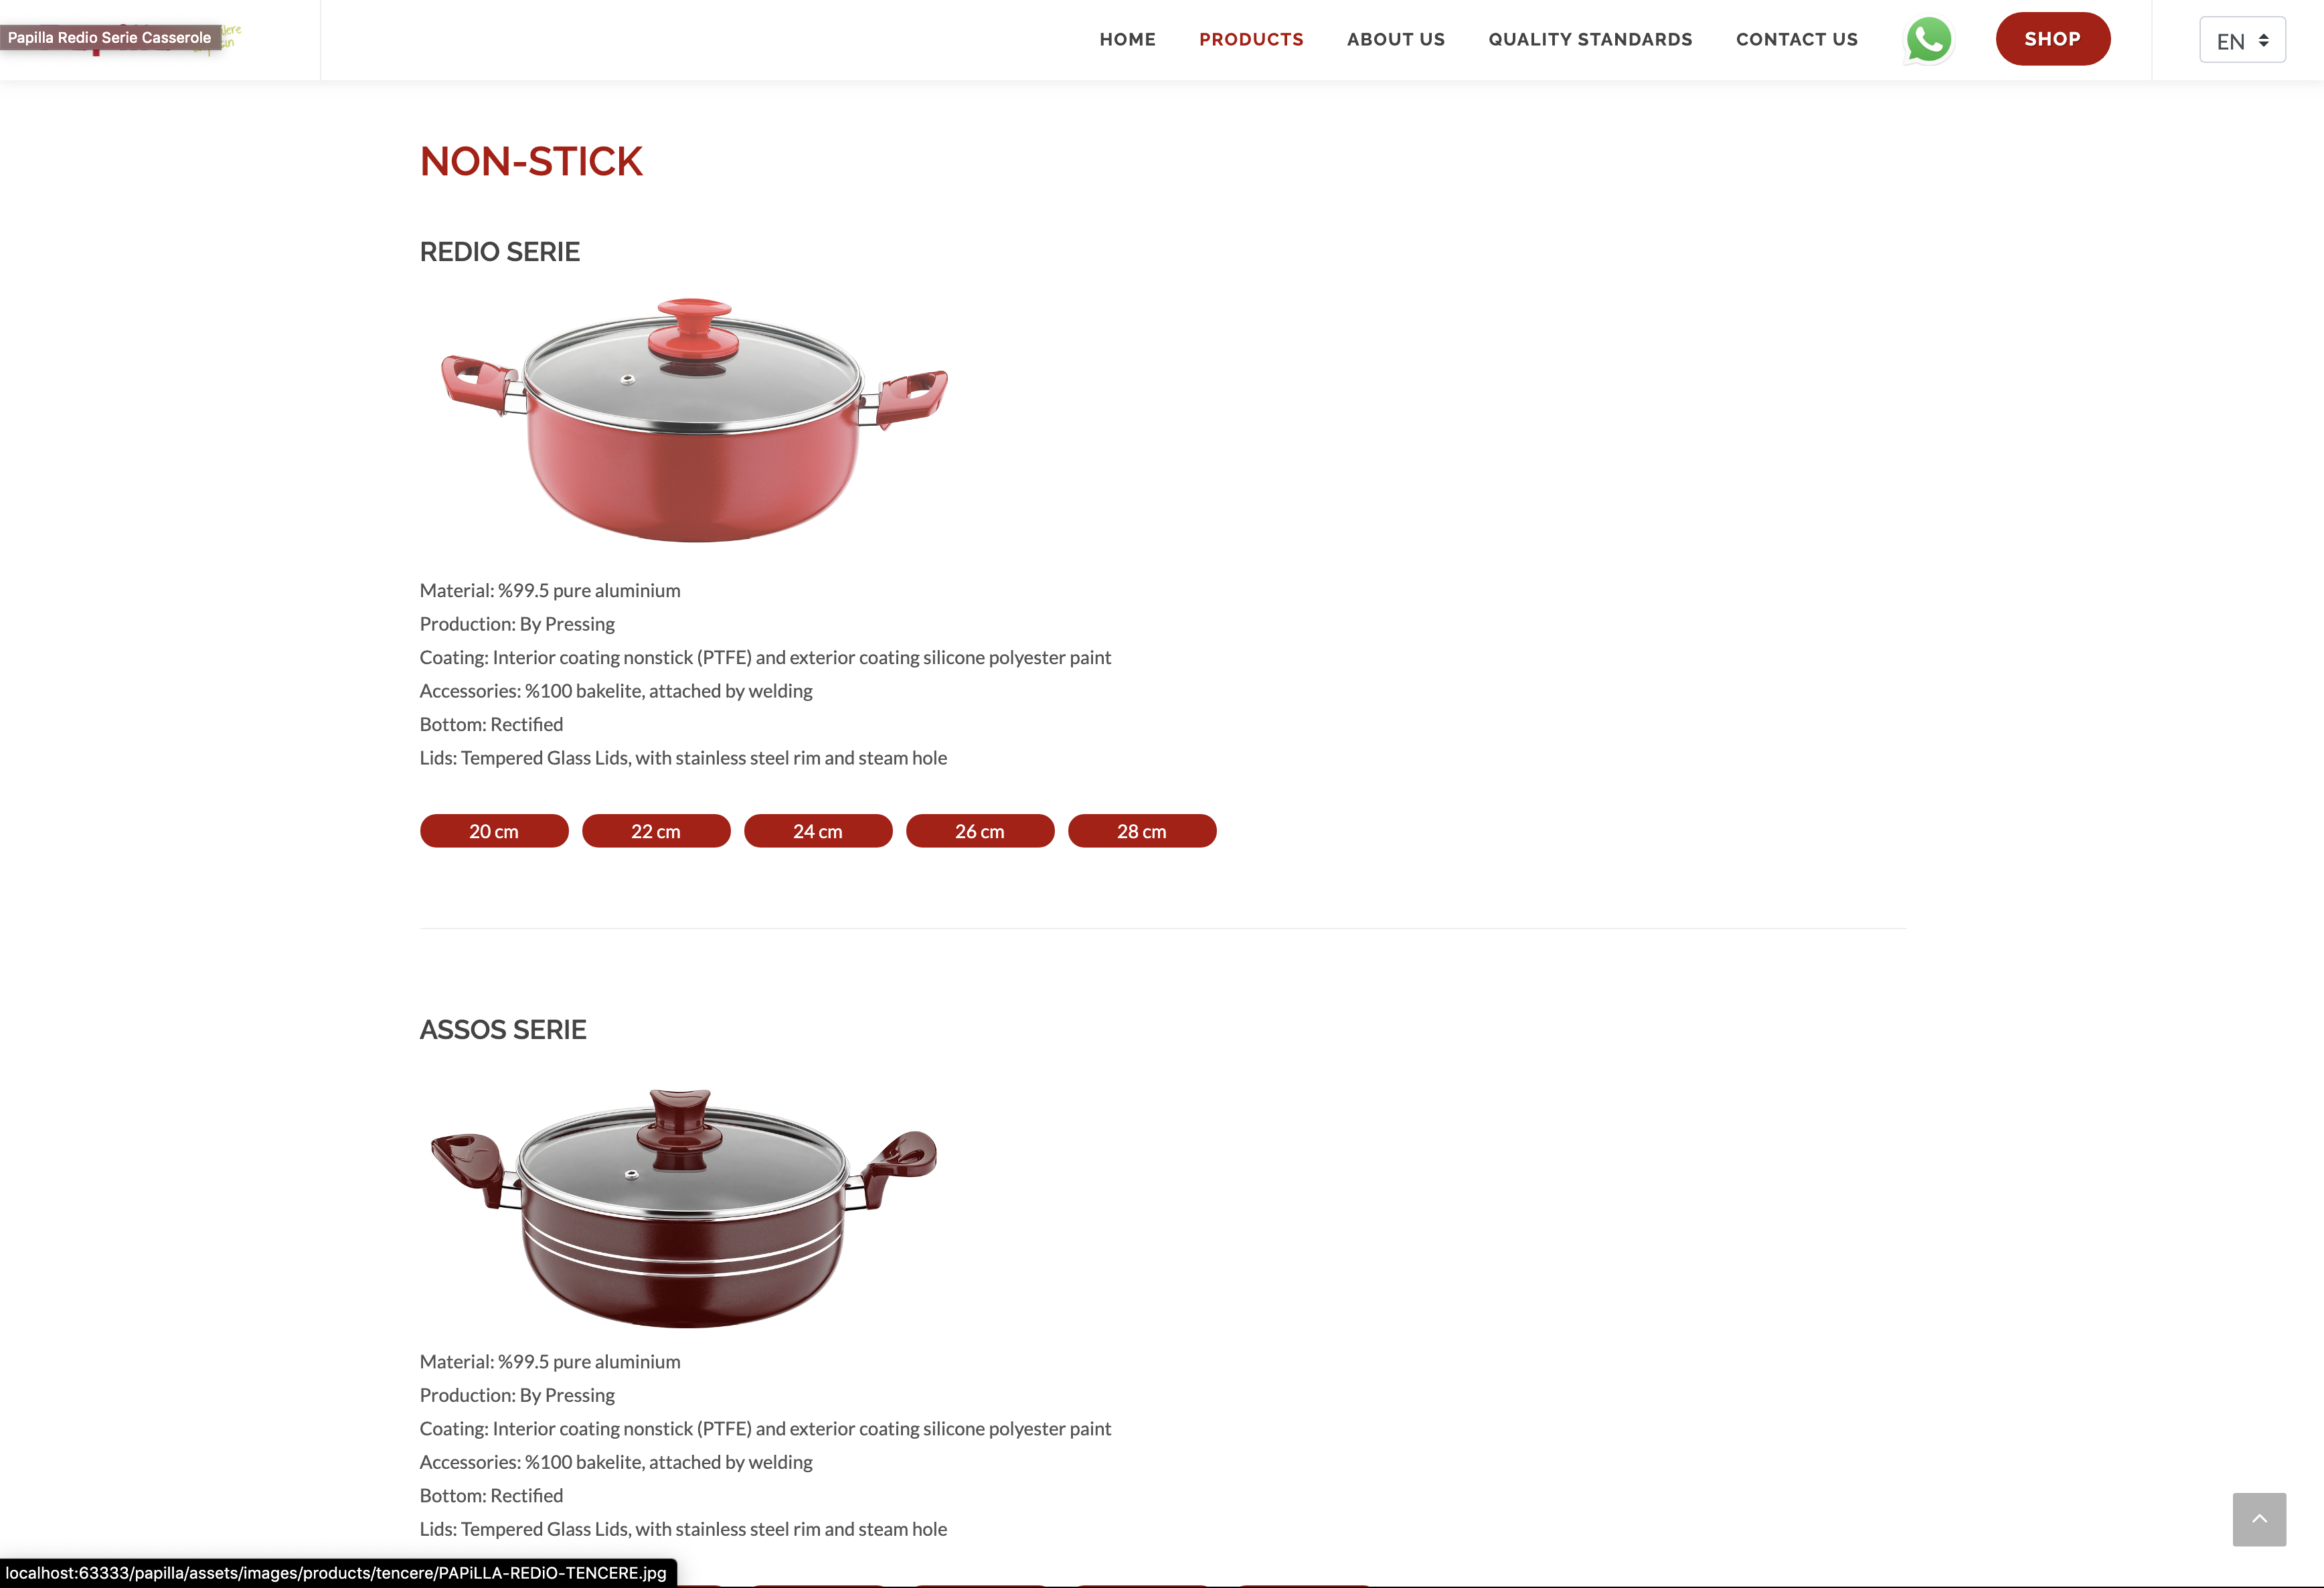 Papilla Redio Serie Casserole
HOME
PRODUCTS
ABOUT US
QUALITY STANDARDS
CONTACT US
SHOP
EN
NON-STICK
REDIO SERIE
Material: %99.5 pure aluminium
Production: By Pressing
Coating: Interior coating nonstick (PTFE) and exterior coating silicone polyester paint
Accessories: %100 bakelite, attached by welding
Bottom: Rectified
Lids: Tempered Glass Lids, with stainless steel rim and steam hole
20 cm
22 cm
24 cm
26 cm
28 cm
ASSOS SERIE
Material: %99.5 pure aluminium
Production: By Pressing
Coating: Interior coating nonstick (PTFE) and exterior coating silicone polyester paint
Accessories: %100 bakelite, attached by welding
Bottom: Rectified
Lids: Tempered Glass Lids, with stainless steel rim and steam hole
localhost:63333/papilla/assets/images/products/tencere/PAPiLLA-REDiO-TENCERE.jpg